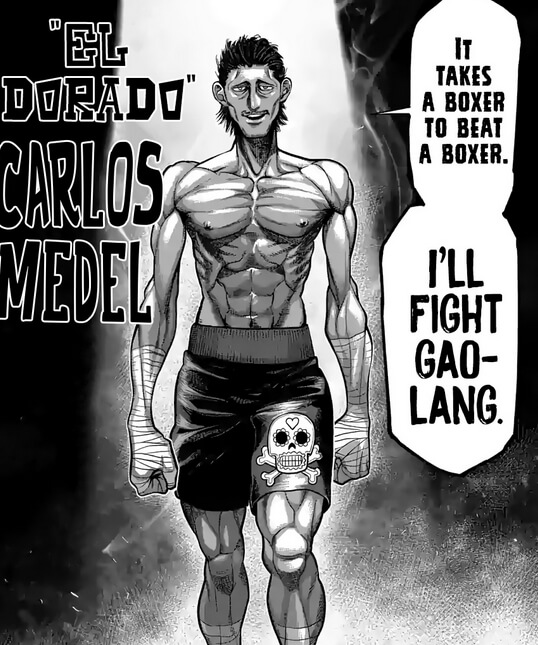 "EL
DORADO"
CARLOS
MEDEL
IT
TAKES
A BOXER
TO BEAT
A BOXER.
I'LL
FIGHT
GAO-
LANG.